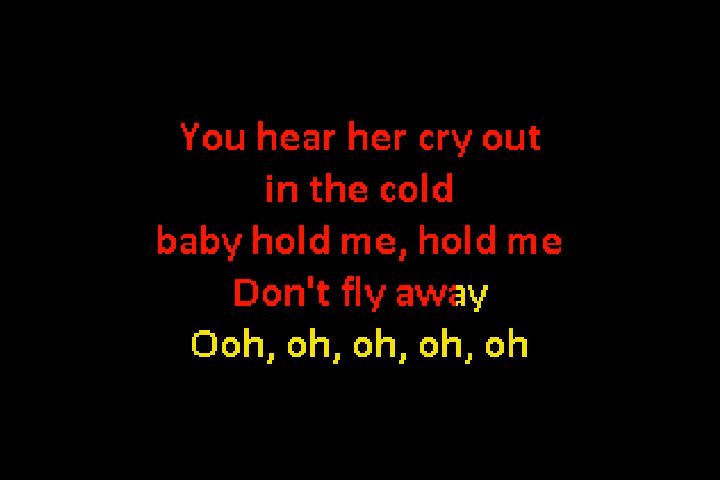 You hear her cry out
in the cold
baby hold me, hold me
Don't fly away
Ooh, oh, oh, oh, oh